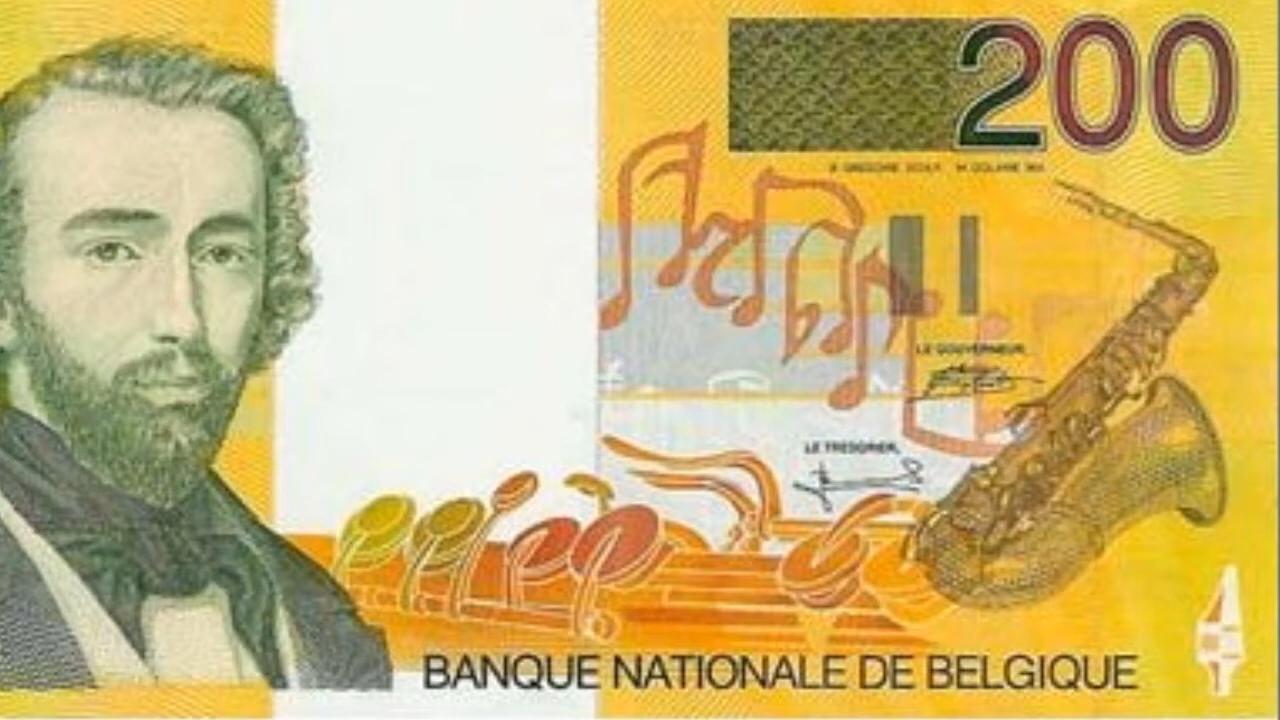 200
LE GOUVERNEUR,
LE TRESORIER,
BANQUE NATIONALE DE BELGIQUE